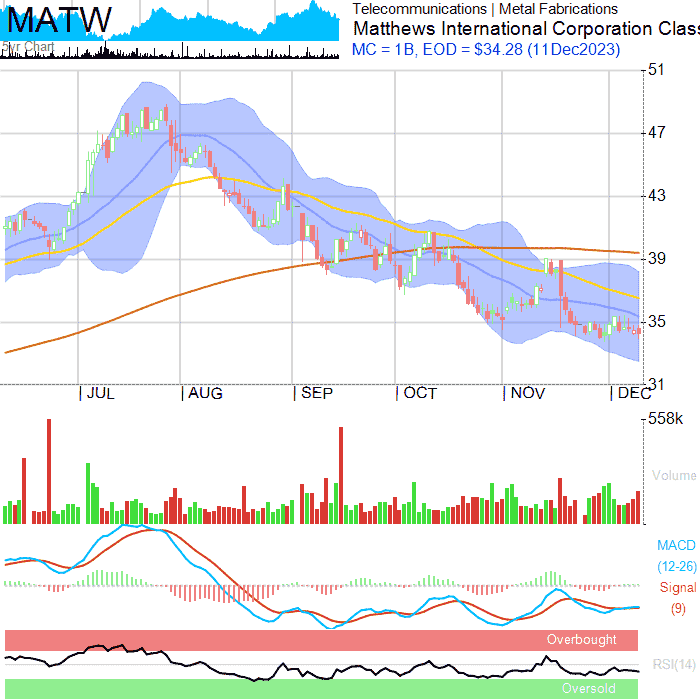 MATW
5yr Chart
Telecommunications | Metal Fabrications
Matthews International Corporation Clas
MC = 1B, EOD = $34.28 (11Dec2023)
51
47
43
39
35
31
JUL
AUG
SEP
OCT
NOV
DEC
558k
Volume
MACD
(12-26)
Signal
(9)
Overbought
RSI(14)
Oversold